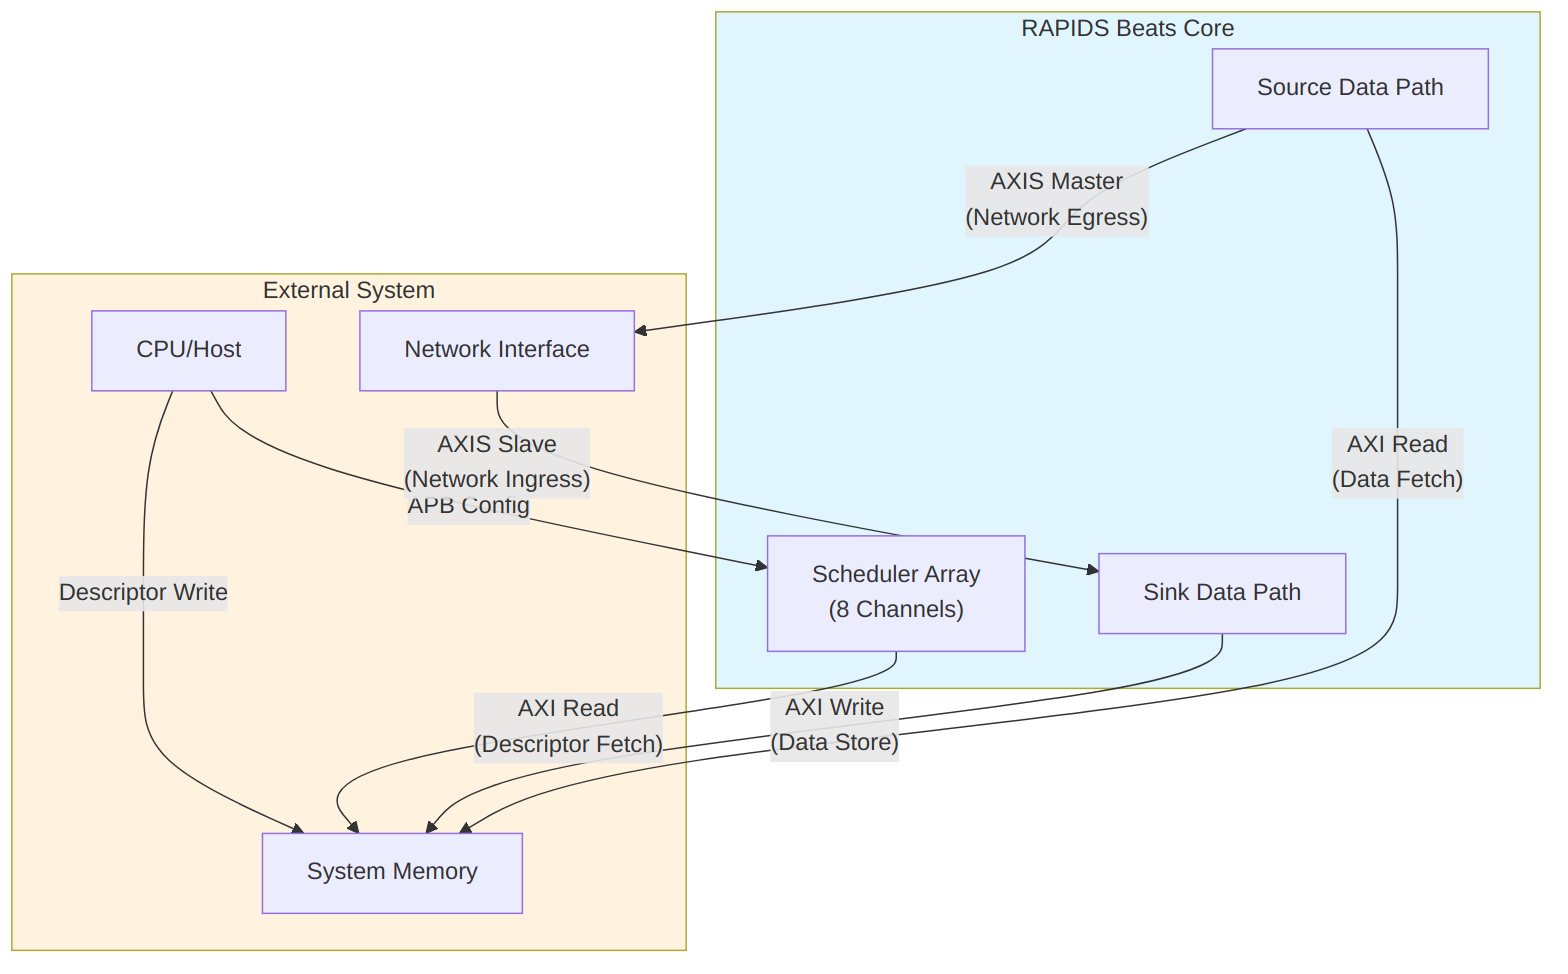 RAPIDS Beats Core
Source Data Path
AXIS Master
(Network Egress)
External System
CPU/Host
Network Interface
AXIS Slave
(Network Ingress)
APB Config
AXI Read
(Data Fetch)
Scheduler Array
(8 Channels)
Sink Data Path
Descriptor Write
AXI Read
(Descriptor Fetch)
AXI Write
(Data Store)
System Memory